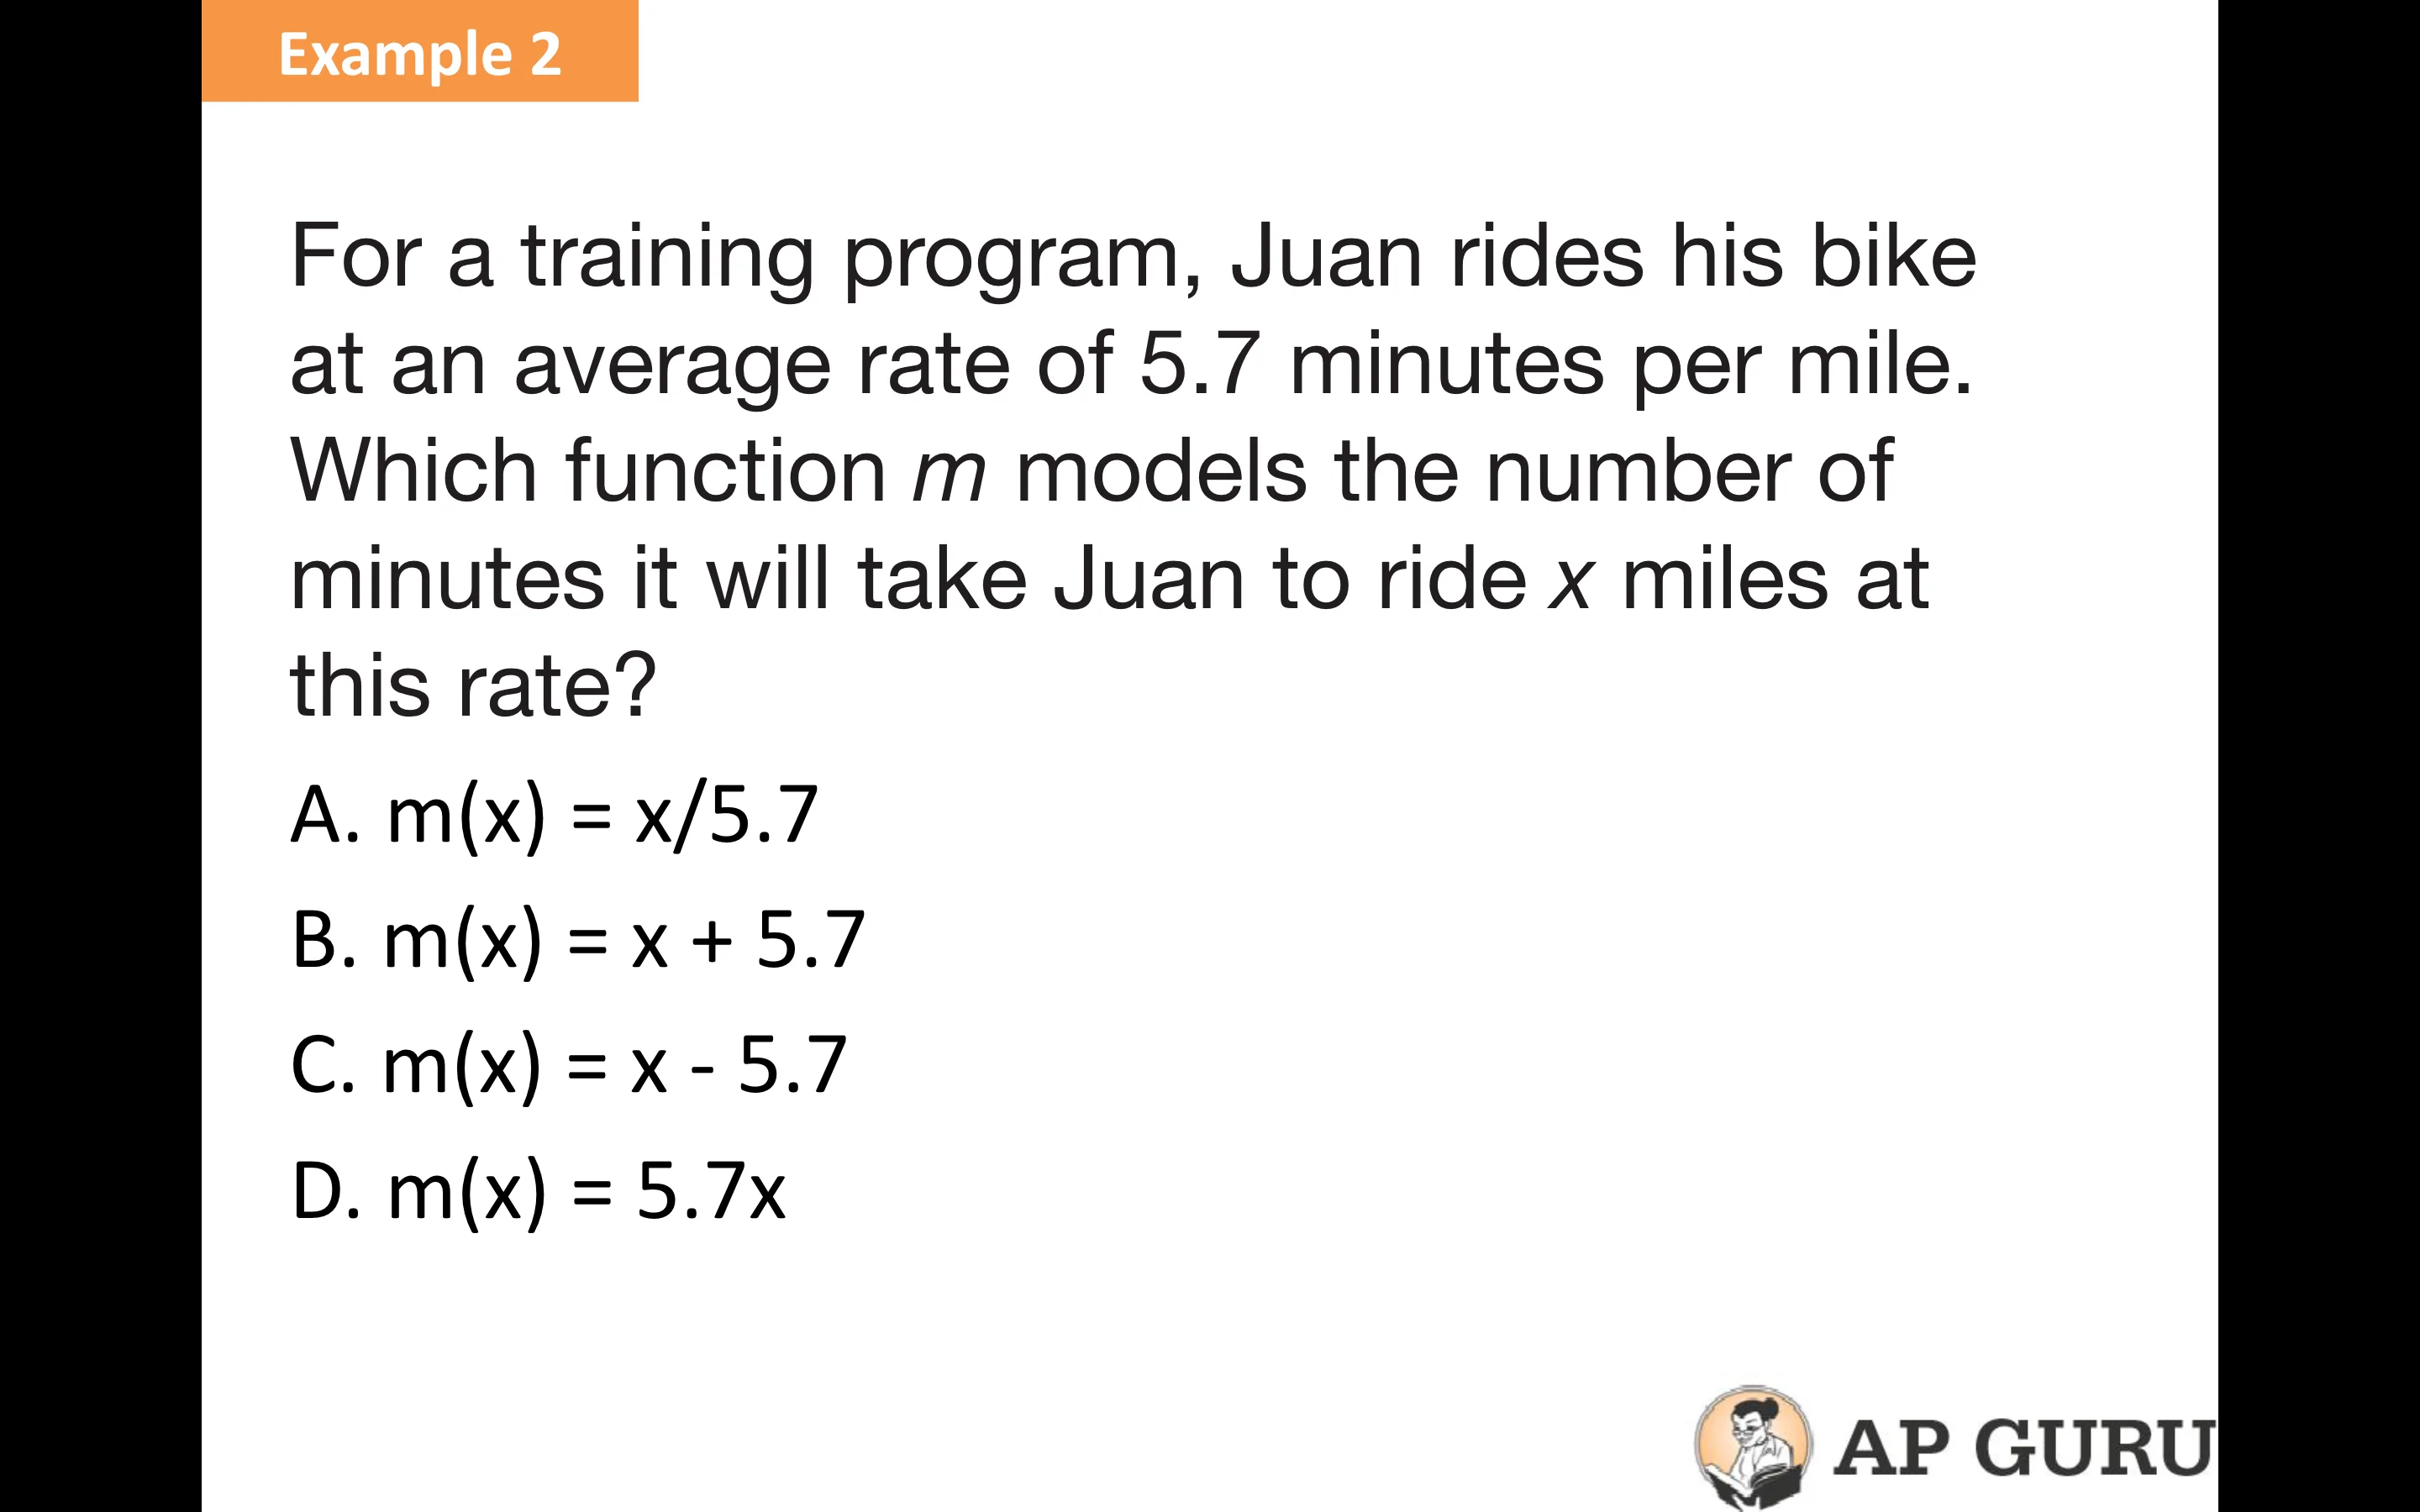 Example 2
For a training program, Juan rides his bike
at an average rate of 5.7 minutes per mile.
Which function m models the number of
minutes it will take Juan to ride x miles at
this rate?
A. m(x) = x/5.7
B. m(x) = x + 5.7
C. m(x) = x - 5.7
D. m(x) = 5.7x
AP GURU